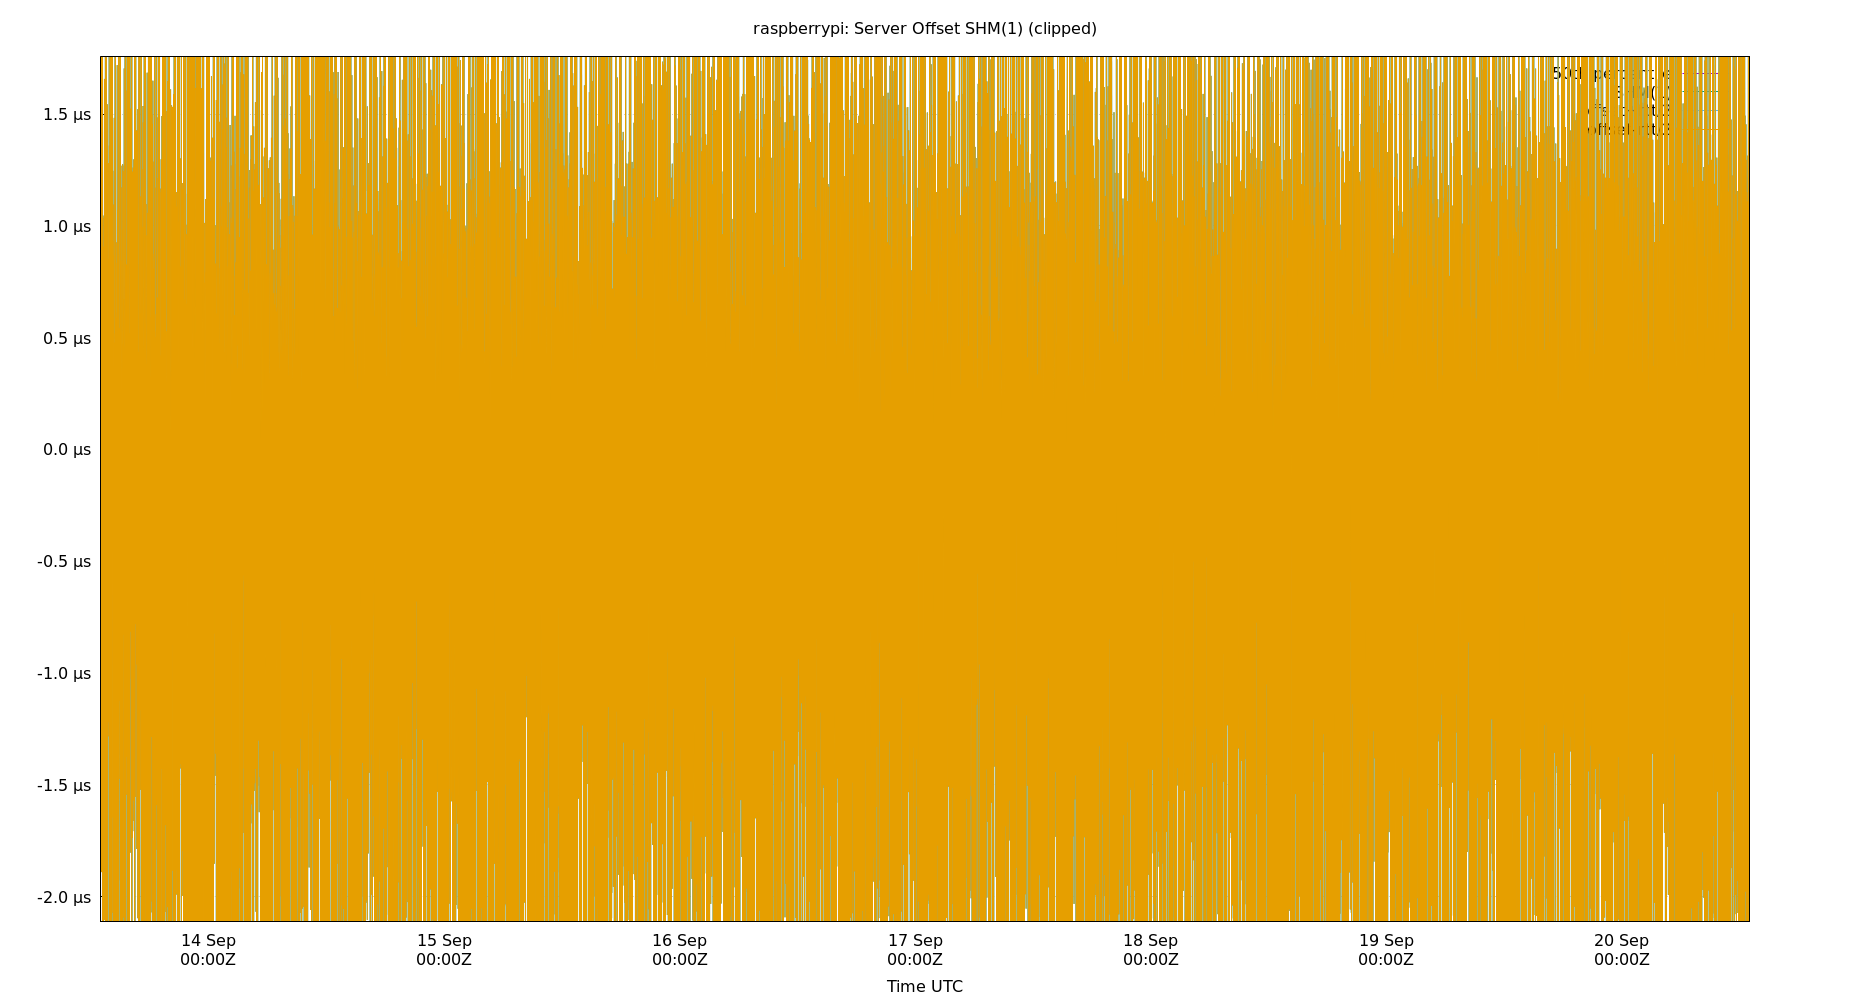 raspberrypi: Server Offset SHM(1) (clipped)
1.5 µs
1.0 µs
0.5 µs
0.0 µs
-0.5 µs
-1.0 µs
-1.5 µs
-2.0 µs
14 Sep 15 Sep 16 Sep 17 Sep 18 Sep 19 Sep 20 Sep
00:00Z 00:00Z 00:00Z 00:00Z 00:00Z 00:00Z 00:00Z
Time UTC